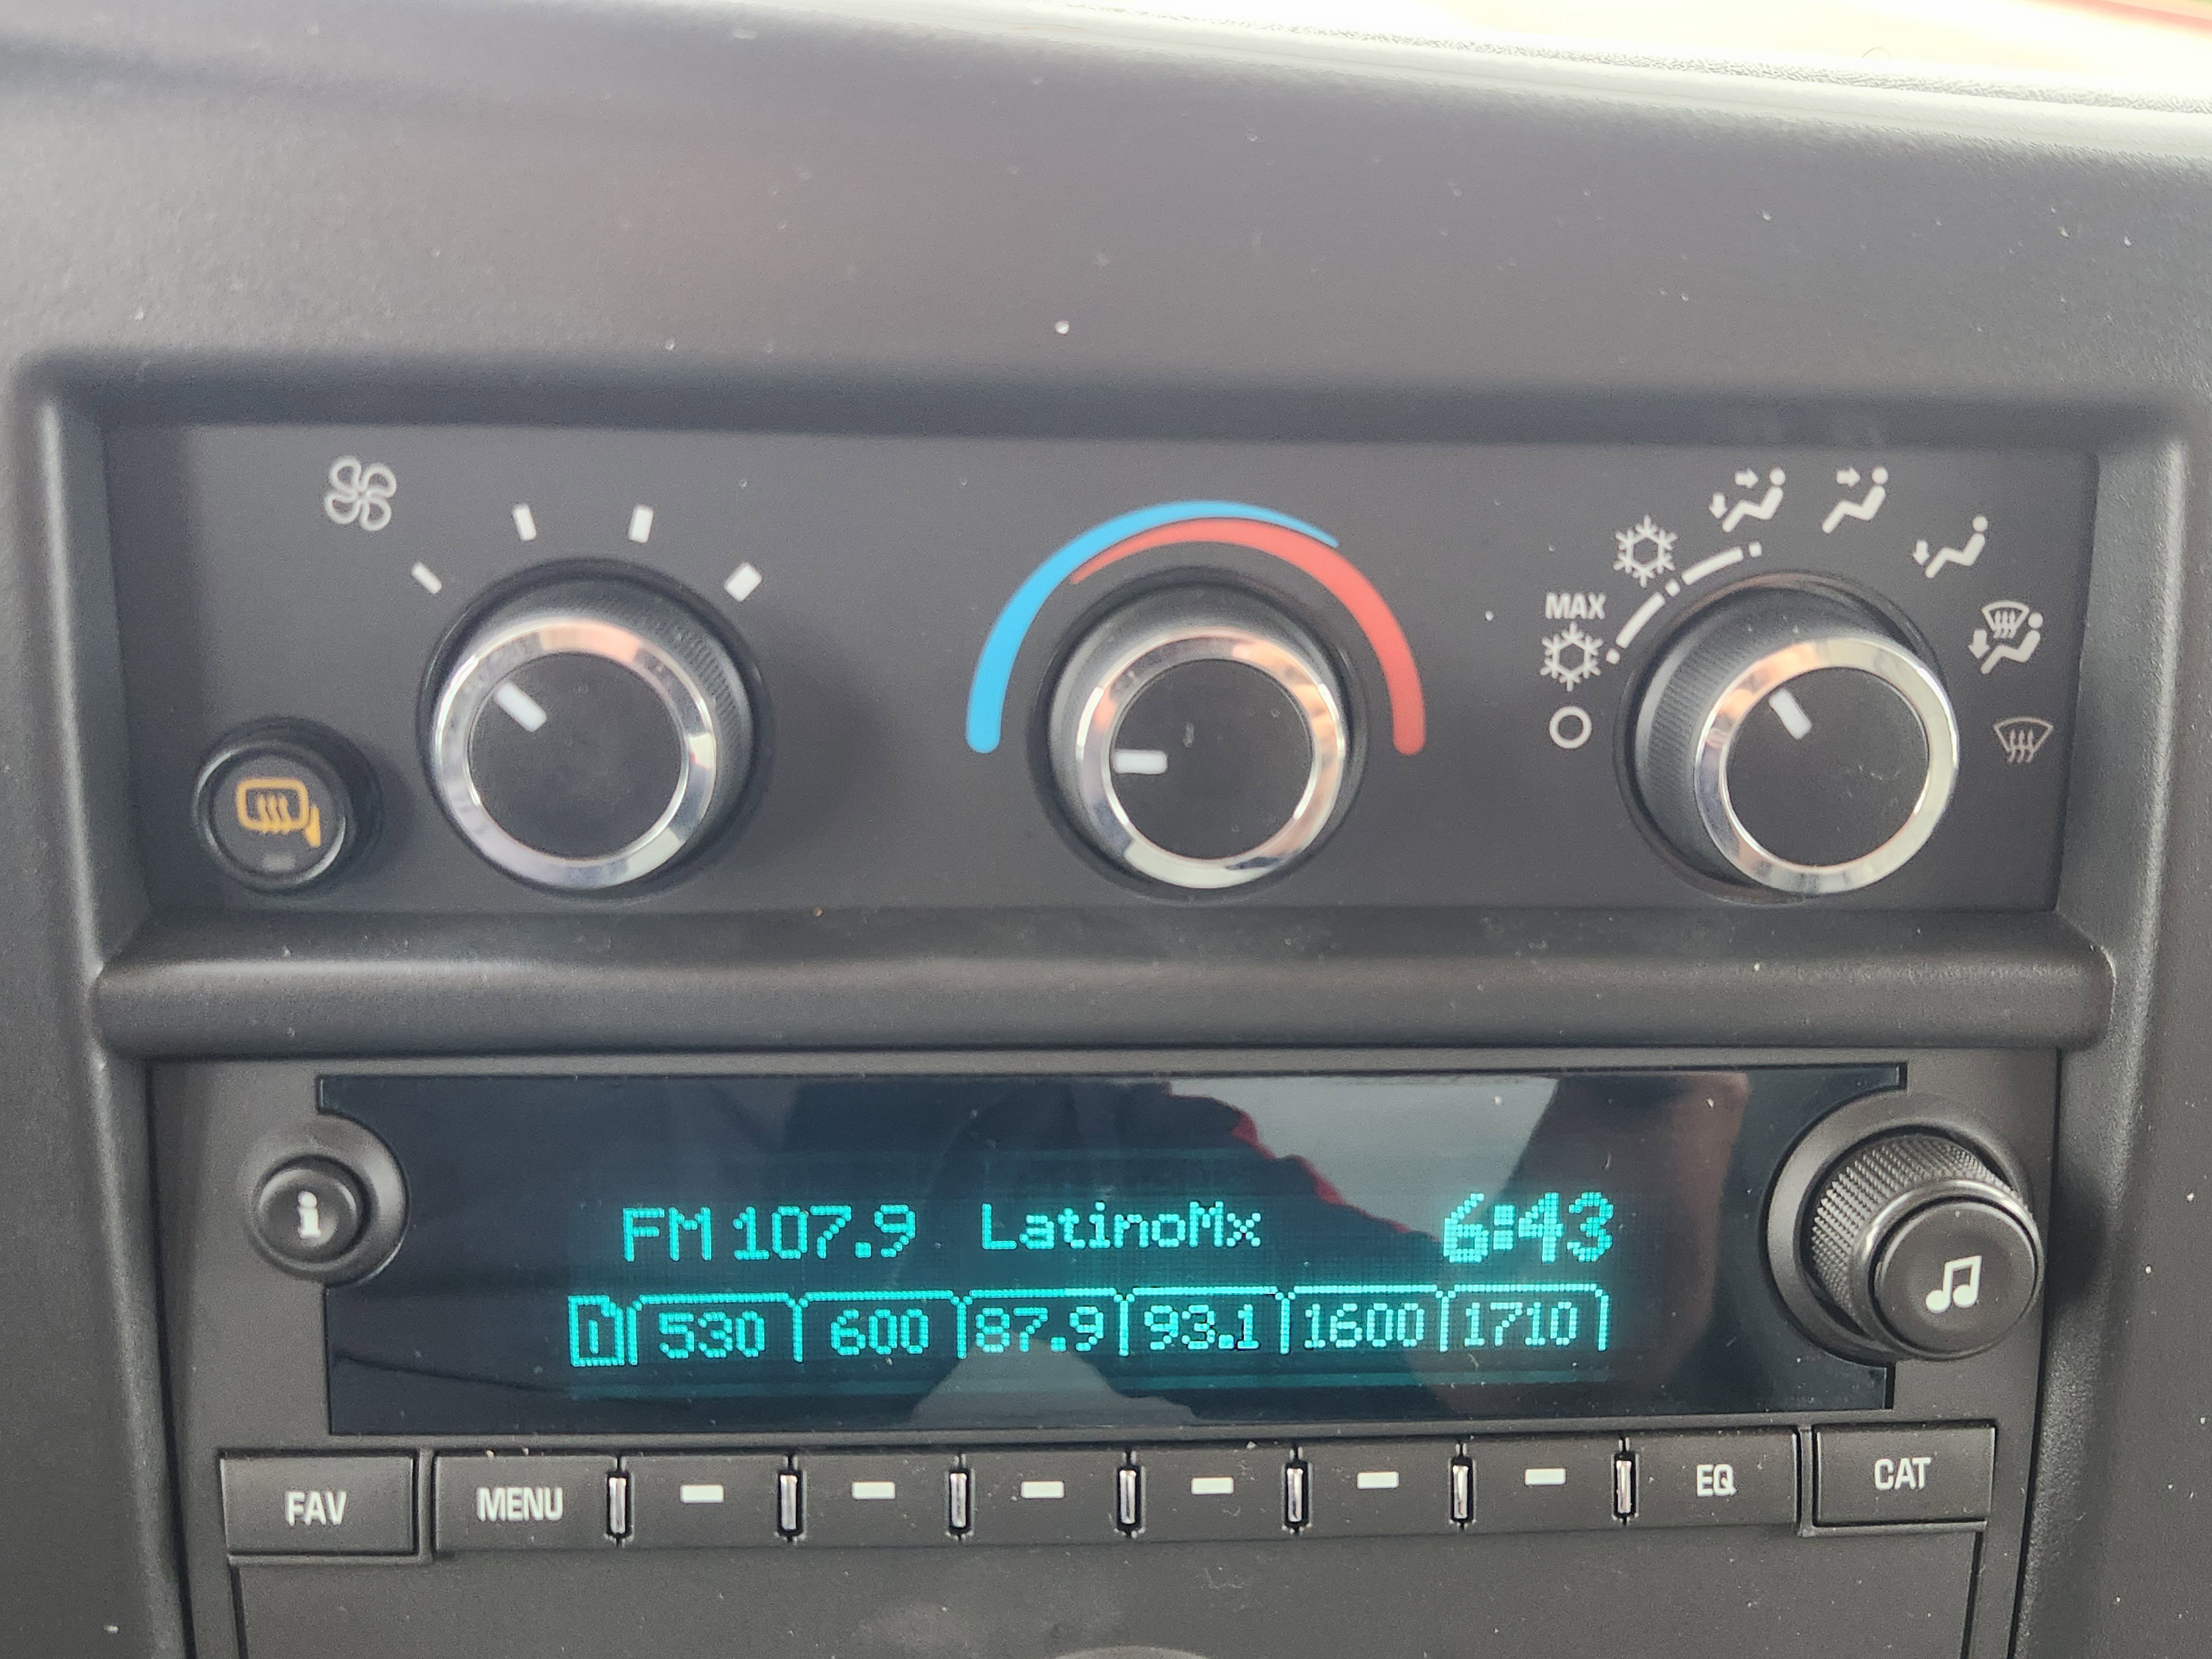 MAX
i
FM 107.9 LatinoMx 6:43
1 530 600 87.9 93.1 1600 1710
FAV MENU EQ CAT